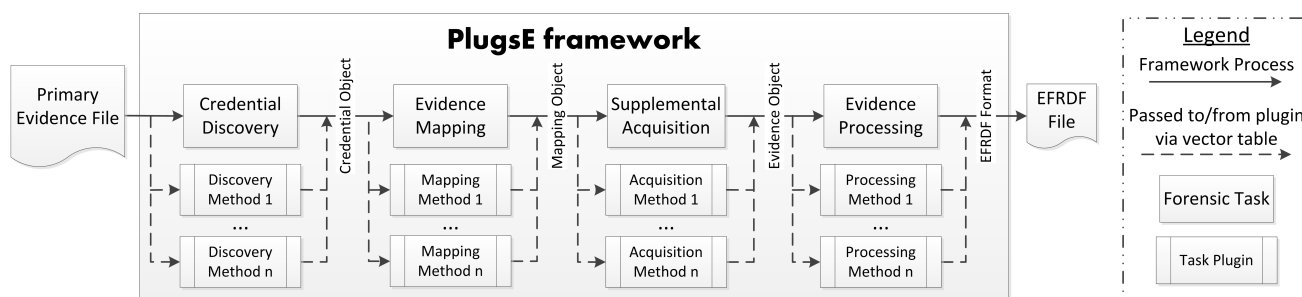 PlugsE framework
Primary
Evidence File
Credential
Discovery
Credential Object
Evidence
Mapping
Mapping Object
Supplemental
Acquisition
Evidence Object
Evidence
Processing
EFRDF Format
EFRDF
File
Discovery
Method 1
...
Discovery
Method n
Mapping
Method 1
...
Mapping
Method n
Acquisition
Method 1
...
Acquisition
Method n
Processing
Method 1
...
Processing
Method n
Legend
Framework Process
Passed to/from plugin
via vector table
Forensic Task
Task Plugin